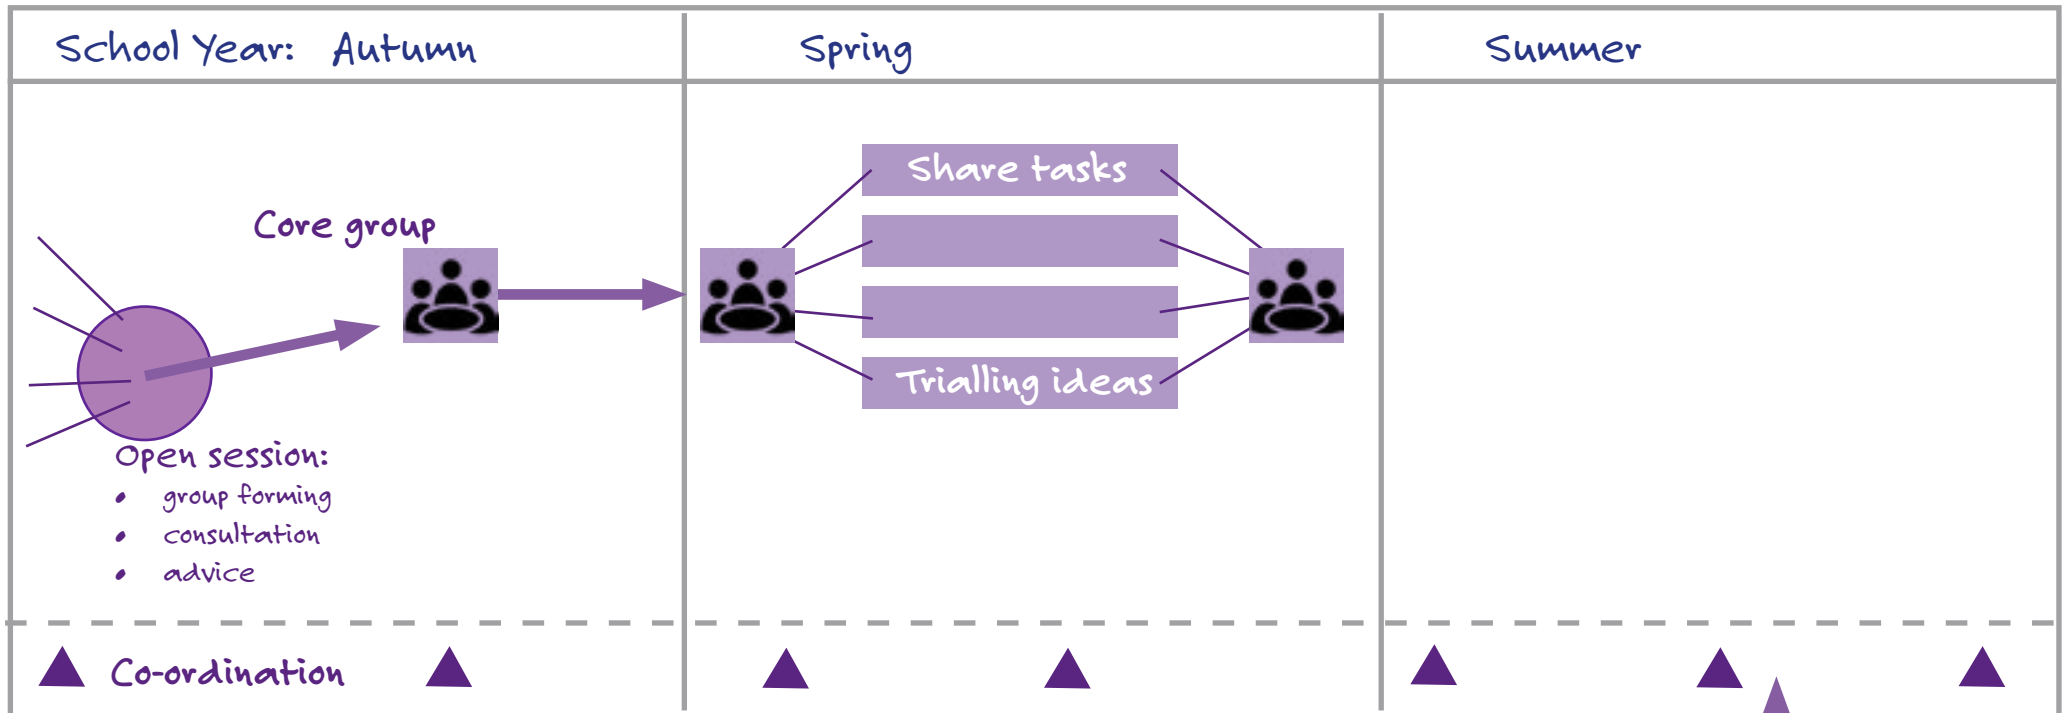 School Year: Autumn
Spring
Summer
Core group
Share tasks
Trialling ideas
Open session:
• group forming
• consultation
• advice
Co-ordination